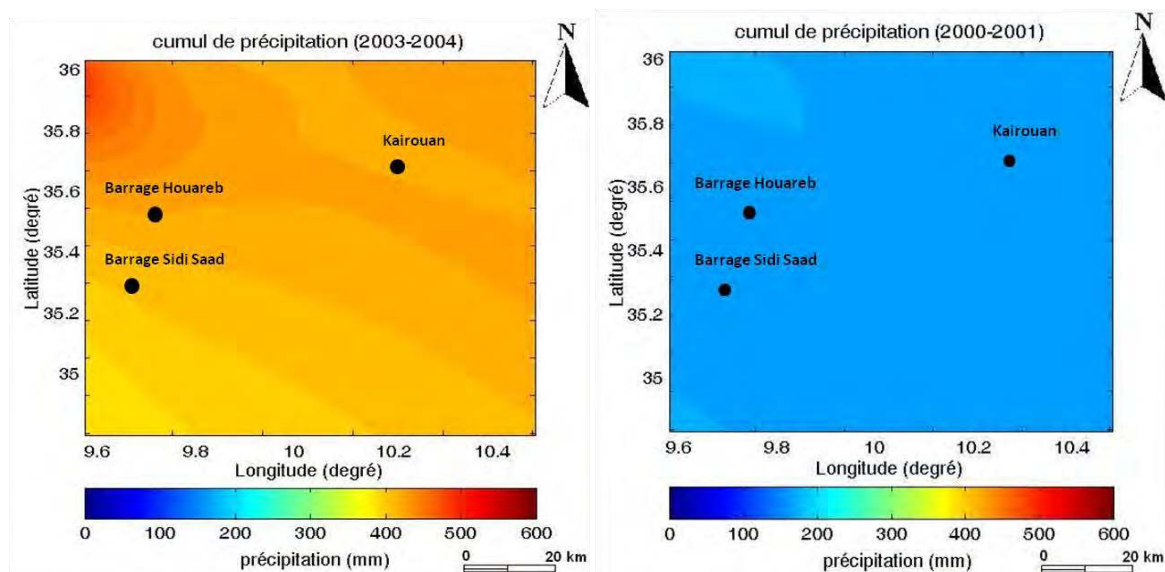 cumul de précipitation (2003-2004)
N
36
35.8
35.6
35.4
35.2
35
Latitude (degré)
Kairouan
Barrage Houareb
Barrage Sidi Saad
9.6 10 10.2 10.4
Longitude (degré)
0 100 200 300 400 500 600
précipitation (mm)
0 20 km
cumul de précipitation (2000-2001)
N
36
35.8
35.6
35.4
35.2
35
Latitude (degré)
Kairouan
Barrage Houareb
Barrage Sidi Saad
9.6 10 10.2 10.4
Longitude (degré)
0 100 200 300 400 500 600
précipitation (mm)
0 20 km